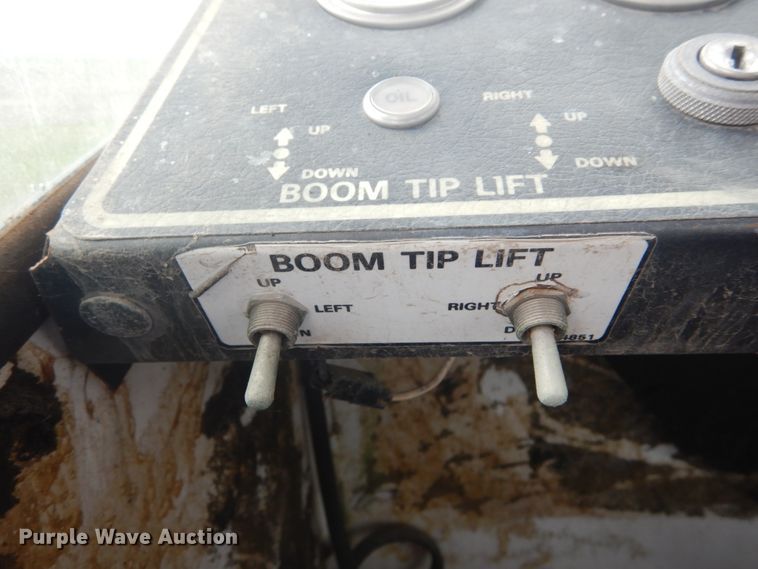 OIL
LEFT
UP
DOWN
RIGHT
UP
DOWN
BOOM TIP LIFT
BOOM TIP LIFT
UP
LEFT
UP
RIGHT
Purple Wave Auction